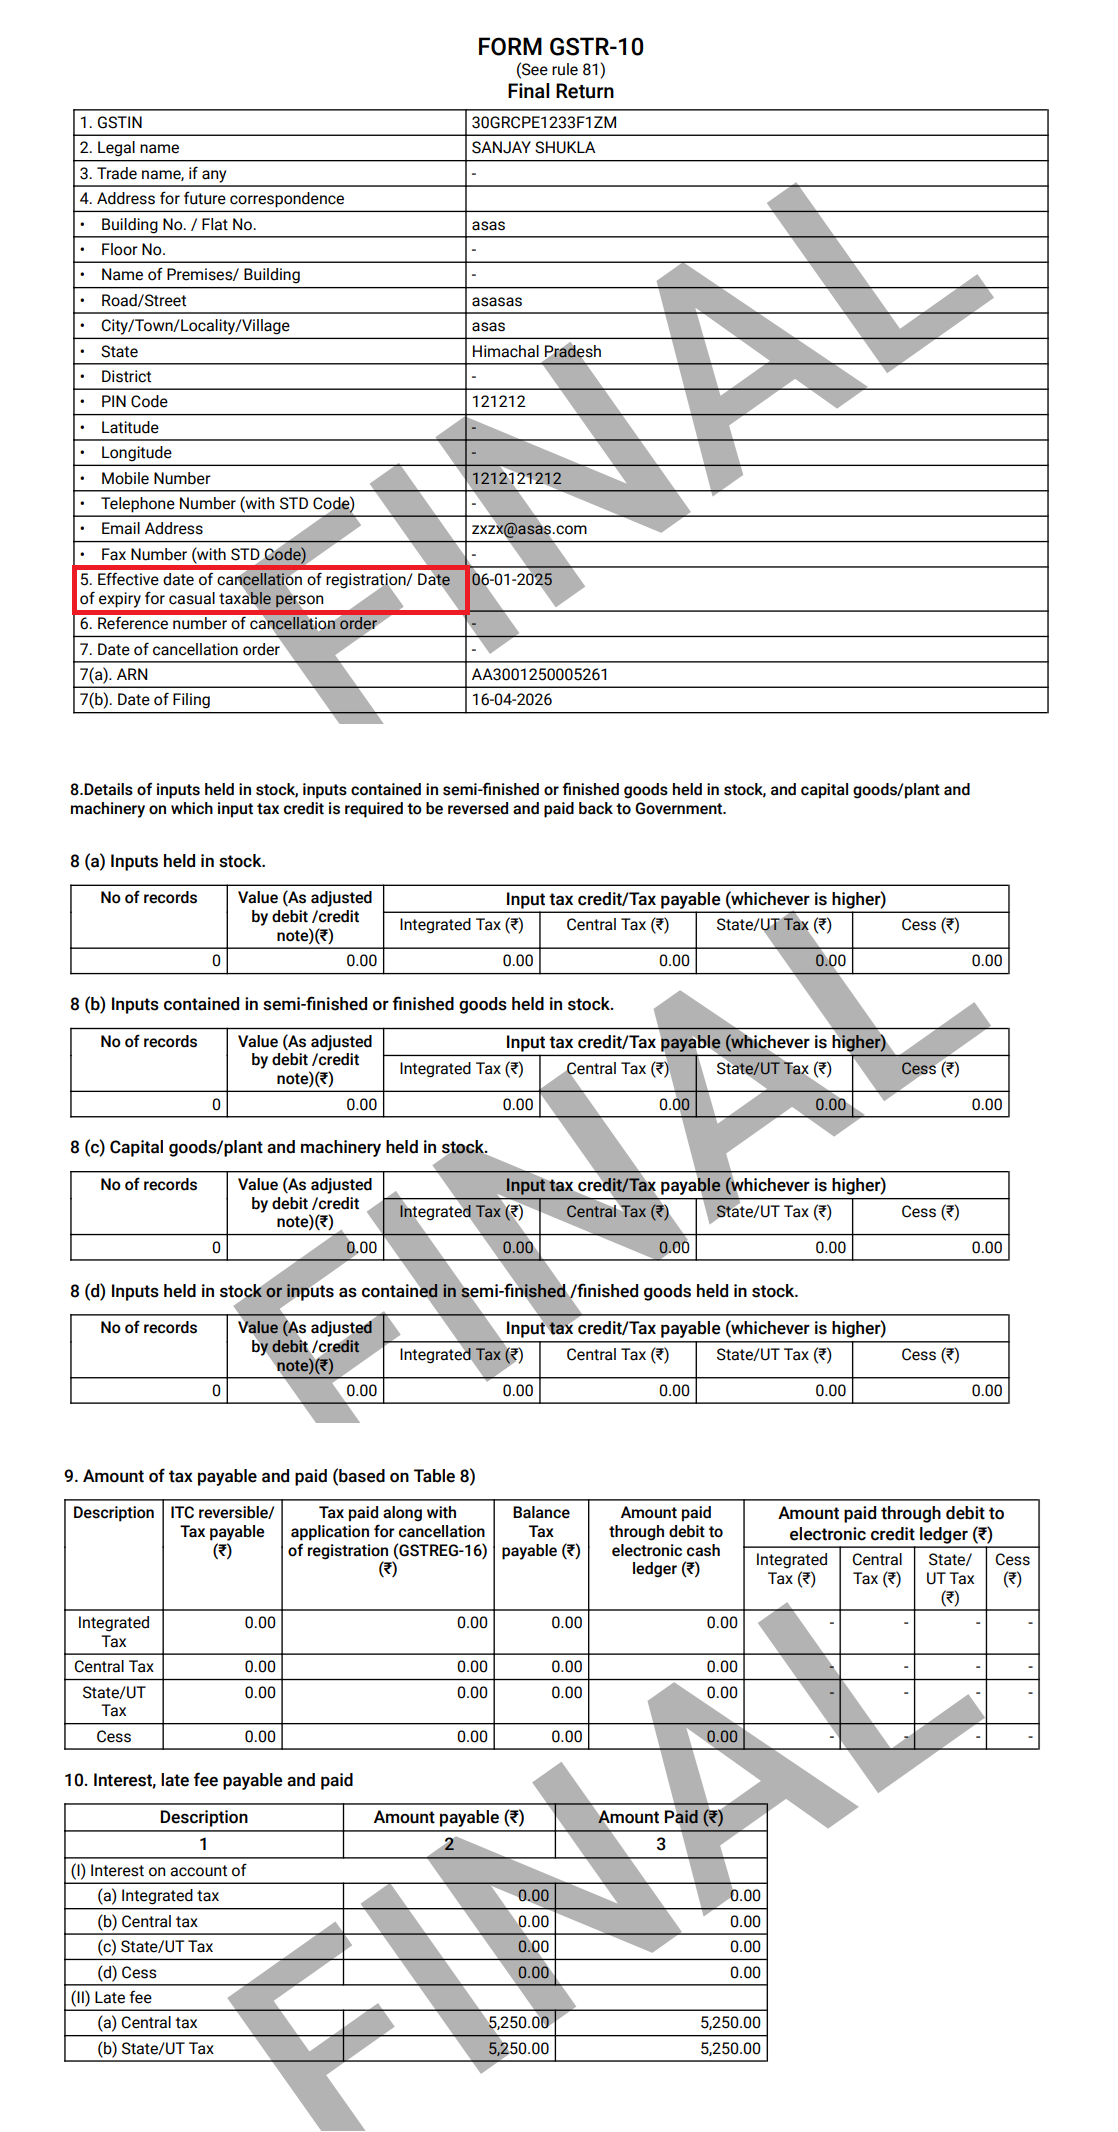 FORM GSTR-10
(See rule 81)
Final Return
1. GSTIN 30GRCPE1233F1ZM
2. Legal name SANJAY SHUKLA
3. Trade name, if any -
4. Address for future correspondence
• Building No. / Flat No. asas
• Floor No. -
• Name of Premises/ Building -
• Road/Street asasas
• City/Town/Locality/Village asas
• State Himachal Pradesh
• District -
• PIN Code 121212
• Latitude -
• Longitude -
• Mobile Number 1212121212
• Telephone Number (with STD Code) -
• Email Address zxzx@asas.com
• Fax Number (with STD Code) -
5. Effective date of cancellation of registration/ Date 06-01-2025
of expiry for casual taxable person
6. Reference number of cancellation order -
7. Date of cancellation order -
7(a). ARN AA3001250005261
7(b). Date of Filing 16-04-2026
FINAL
8.Details of inputs held in stock, inputs contained in semi-finished or finished goods held in stock, and capital goods/plant and
machinery on which input tax credit is required to be reversed and paid back to Government.
8 (a) Inputs held in stock.
No of records Value (As adjusted Input tax credit/Tax payable (whichever is higher)
by debit /credit Integrated Tax (₹) Central Tax (₹) State/UT Tax (₹) Cess (₹)
note)(₹)
0 0.00 0.00 0.00 0.00 0.00
8 (b) Inputs contained in semi-finished or finished goods held in stock.
No of records Value (As adjusted Input tax credit/Tax payable (whichever is higher)
by debit /credit Integrated Tax (₹) Central Tax (₹) State/UT Tax (₹) Cess (₹)
note)(₹)
0 0.00 0.00 0.00 0.00 0.00
8 (c) Capital goods/plant and machinery held in stock.
No of records Value (As adjusted Input tax credit/Tax payable (whichever is higher)
by debit /credit Integrated Tax (₹) Central Tax (₹) State/UT Tax (₹) Cess (₹)
note)(₹)
0 0.00 0.00 0.00 0.00 0.00
8 (d) Inputs held in stock or inputs as contained in semi-finished /finished goods held in stock.
No of records Value (As adjusted Input tax credit/Tax payable (whichever is higher)
by debit /credit Integrated Tax (₹) Central Tax (₹) State/UT Tax (₹) Cess (₹)
note)(₹)
0 0.00 0.00 0.00 0.00 0.00
FINAL
9. Amount of tax payable and paid (based on Table 8)
Description ITC reversible/ Tax paid along with Balance Amount paid Amount paid through debit to
Tax payable application for cancellation Tax through debit to electronic credit ledger (₹)
(₹) of registration (GSTREG-16) payable (₹) electronic cash Integrated Central State/ Cess
(₹) ledger (₹) Tax (₹) Tax (₹) UT Tax (₹)
(₹)
Integrated 0.00 0.00 0.00 0.00 - - - -
Tax
Central Tax 0.00 0.00 0.00 0.00 - - - -
State/UT 0.00 0.00 0.00 0.00 - - - -
Tax
Cess 0.00 0.00 0.00 0.00 - - - -
10. Interest, late fee payable and paid
Description Amount payable (₹) Amount Paid (₹)
1 2 3
(I) Interest on account of
(a) Integrated tax 0.00 0.00
(b) Central tax 0.00 0.00
(c) State/UT Tax 0.00 0.00
(d) Cess 0.00 0.00
(II) Late fee
(a) Central tax 5,250.00 5,250.00
(b) State/UT Tax 5,250.00 5,250.00
FINAL